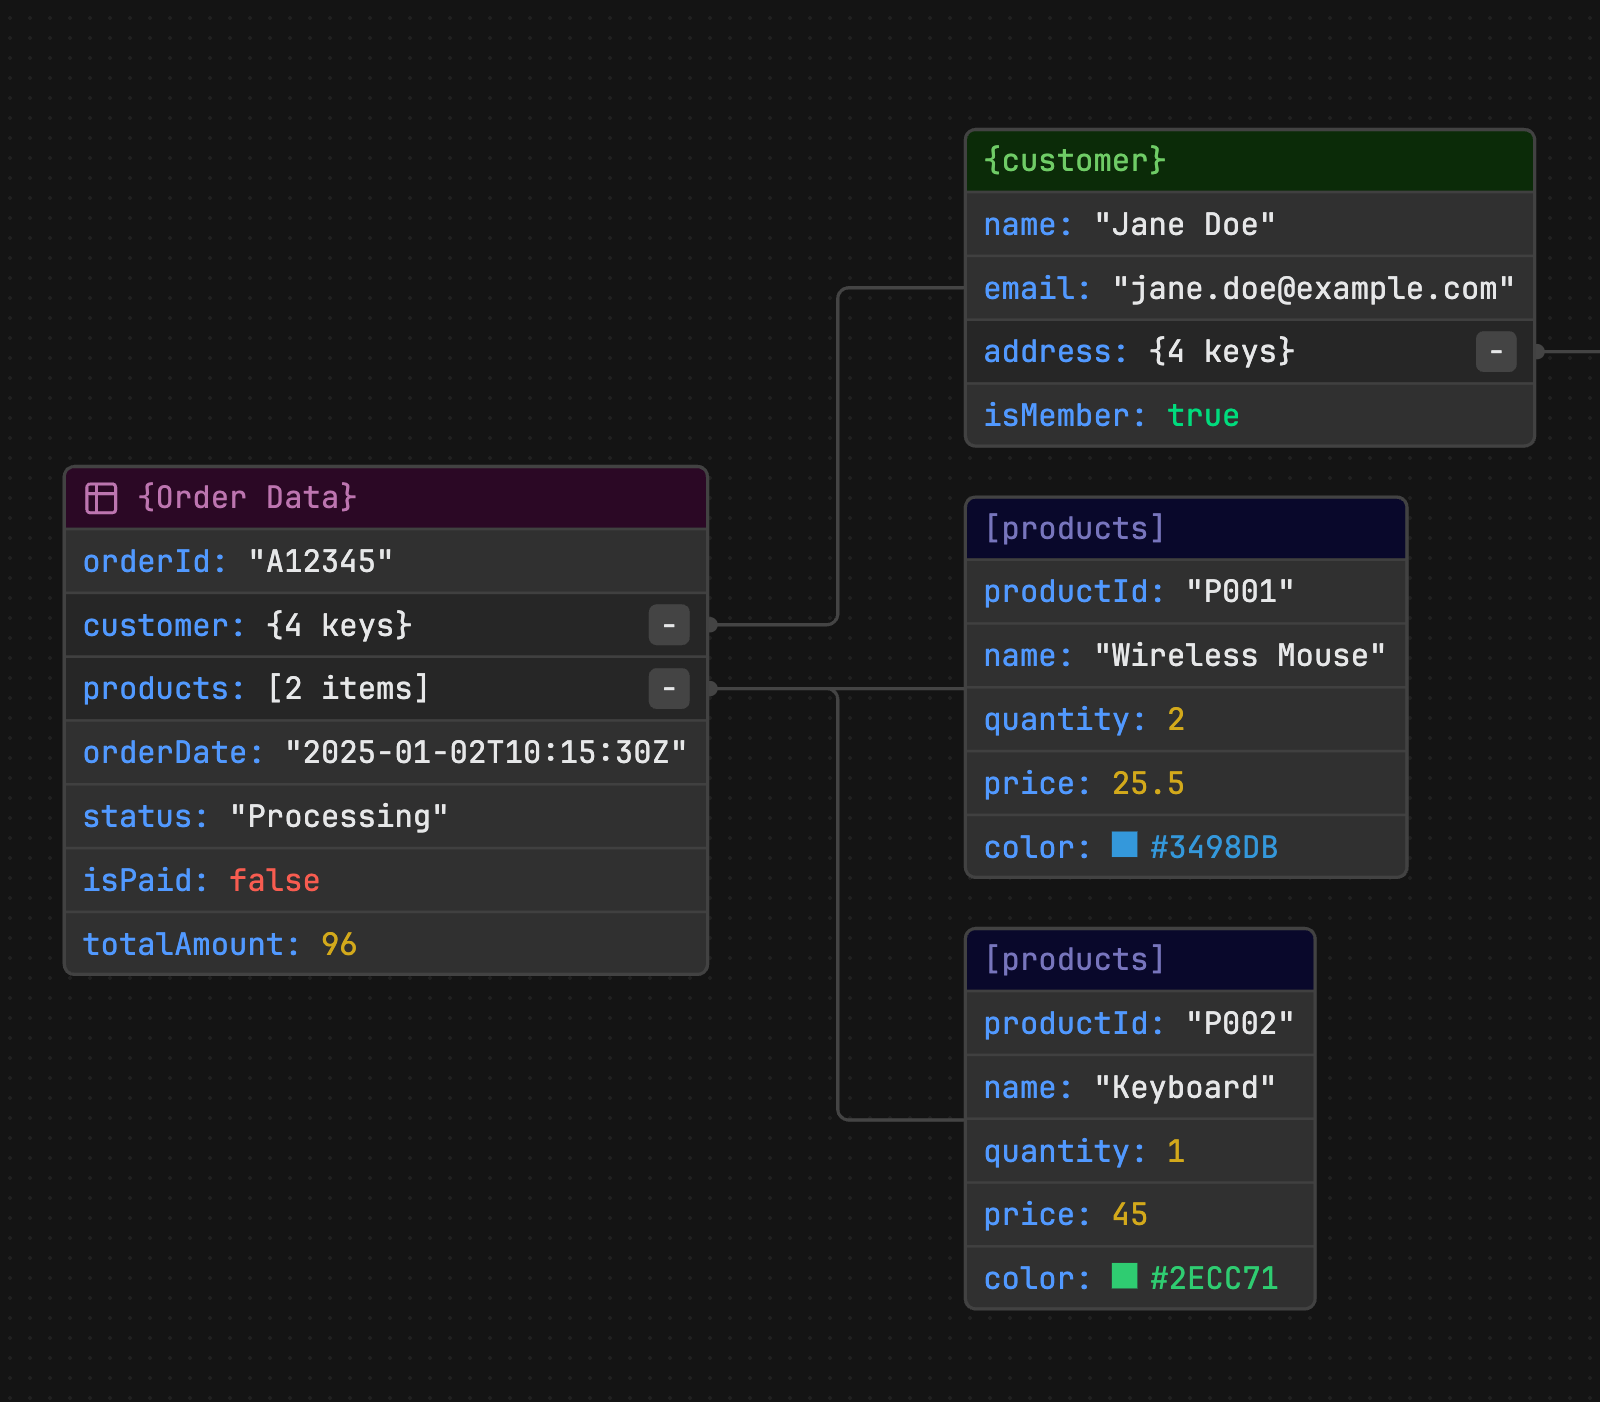 {Order Data}
orderId: "A12345"
customer: {4 keys} -
products: [2 items] -
orderDate: "2025-01-02T10:15:30Z"
status: "Processing"
isPaid: false
totalAmount: 96
{customer}
name: "Jane Doe"
email: "jane.doe@example.com"
address: {4 keys} -
isMember: true
[products]
productId: "P001"
name: "Wireless Mouse"
quantity: 2
price: 25.5
color: #3498DB
[products]
productId: "P002"
name: "Keyboard"
quantity: 1
price: 45
color: #2ECC71